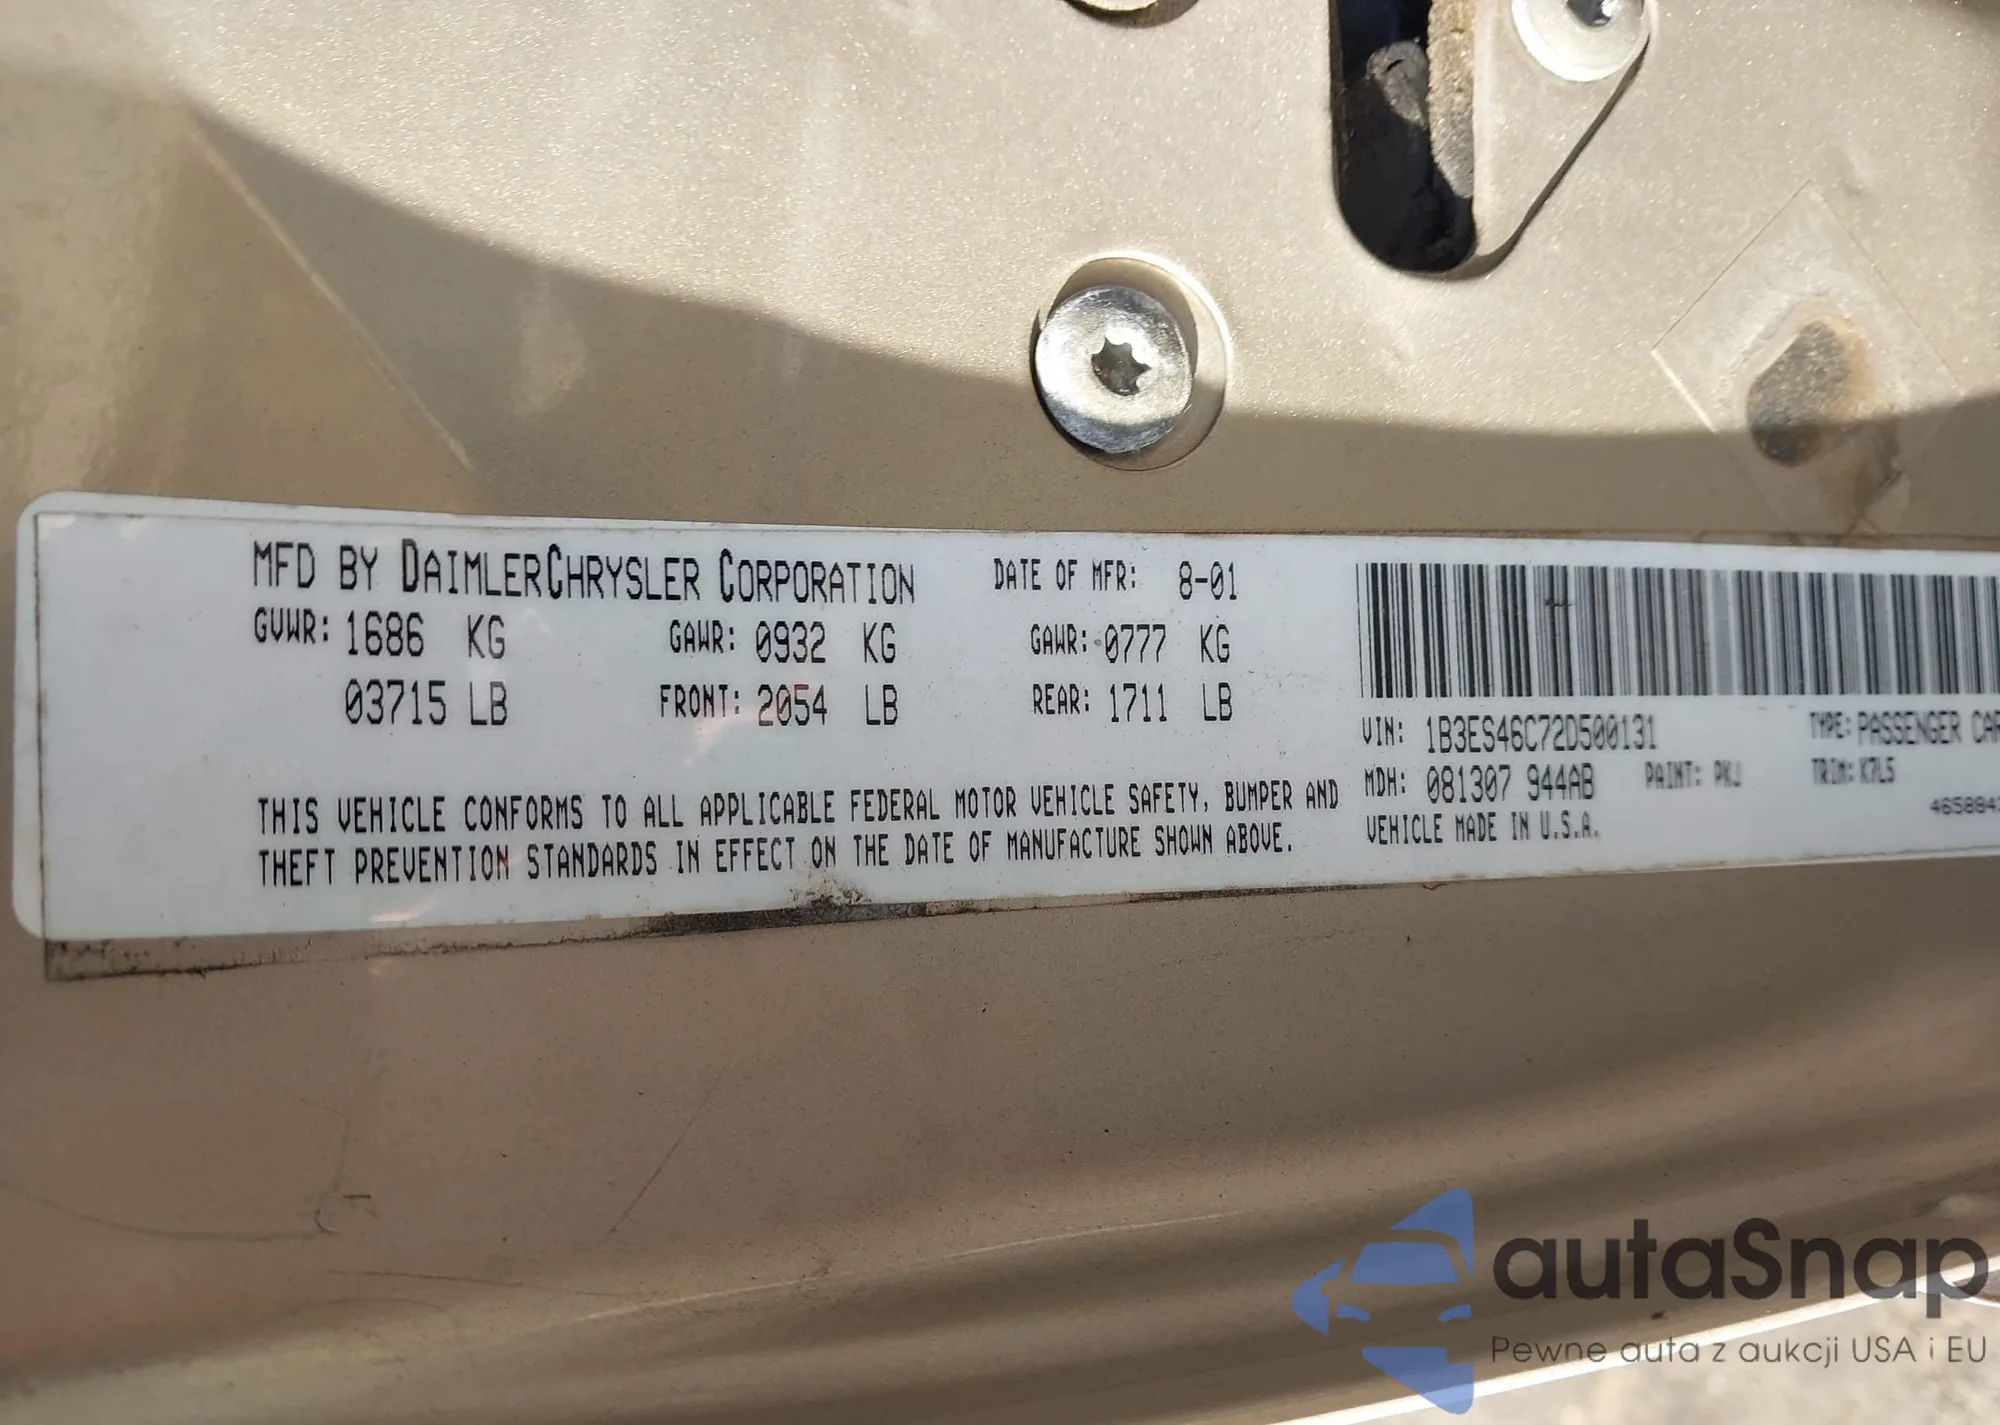 MFD BY DAIMLERCHRYSLER CORPORATION DATE OF MFR: 8-01
GVWR: 1686 KG GAWR: 0932 KG GAWR: 0777 KG
03715 LB FRONT: 2054 LB REAR: 1711 LB
VIN: 1B3ES46C72D500131 TYPE: PASSENGER CAR
MDH: 081307 944AB PAINT: PKJ TRIM: K7L5
THIS VEHICLE CONFORMS TO ALL APPLICABLE FEDERAL MOTOR VEHICLE SAFETY, BUMPER AND
VEHICLE MADE IN U.S.A.
THEFT PREVENTION STANDARDS IN EFFECT ON THE DATE OF MANUFACTURE SHOWN ABOVE.
autaSnap
Pewne auta z aukcji USA i EU